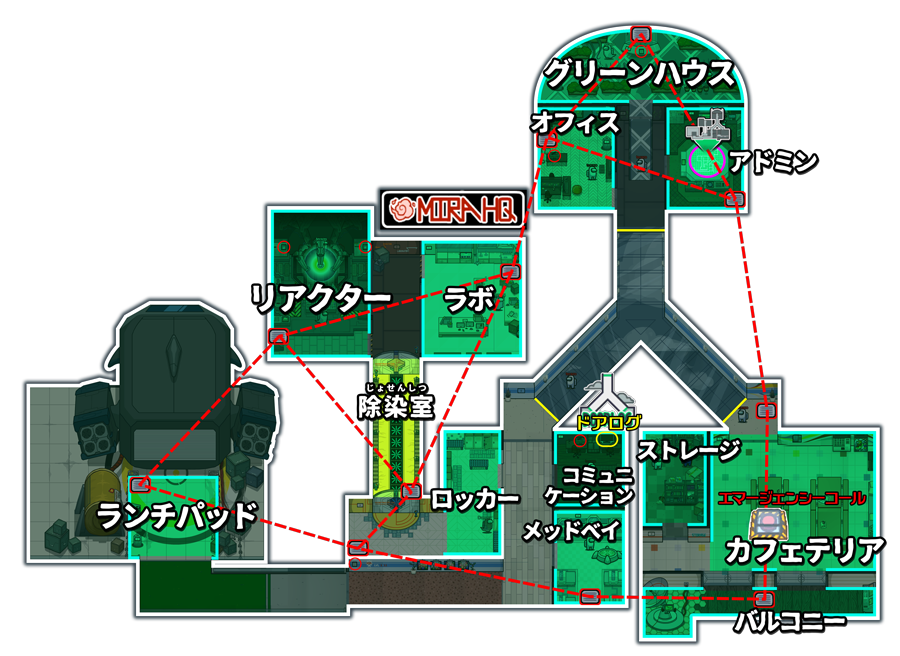 グリーンハウス
オフィス
アドミン
MIRA HQ
リアクター
ラボ
じょせんしつ
除染室
ドアログ
ストレージ
コミュニ
ケーション
ロッカー
エマージェンシーコール
ランチパッド
メッドベイ
カフェテリア
バルコニー